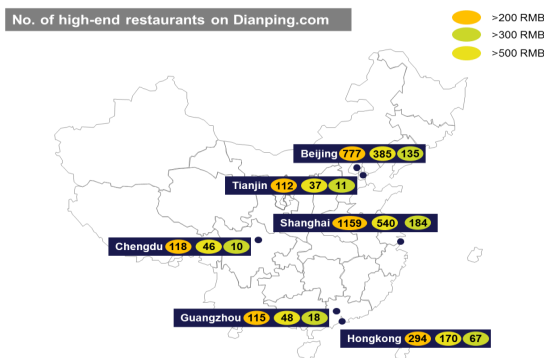 No. of high-end restaurants on Dianping.com
>200 RMB
>300 RMB
>500 RMB
Beijing 777 385 135
Tianjin 112 37 11
Shanghai 1159 540 184
Chengdu 118 46 10
Guangzhou 115 48 18
Hongkong 294 170 67